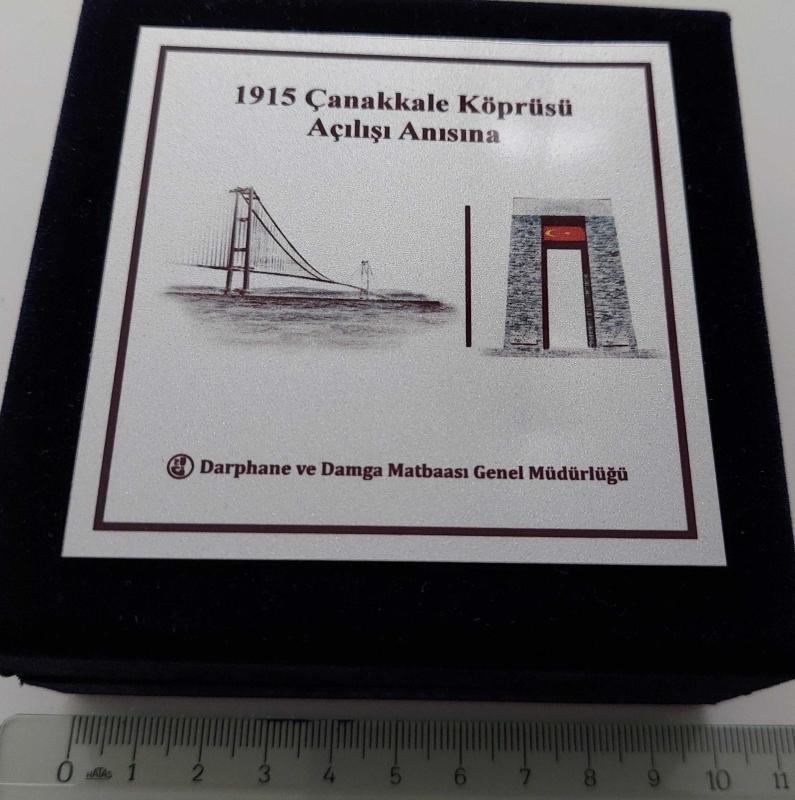 1915 Çanakkale Köprüsü
Açılışı Anısına
Darphane ve Damga Matbaası Genel Müdürlüğü
0 HATAS 1 2 3 4 5 6 7 8 9 10 11